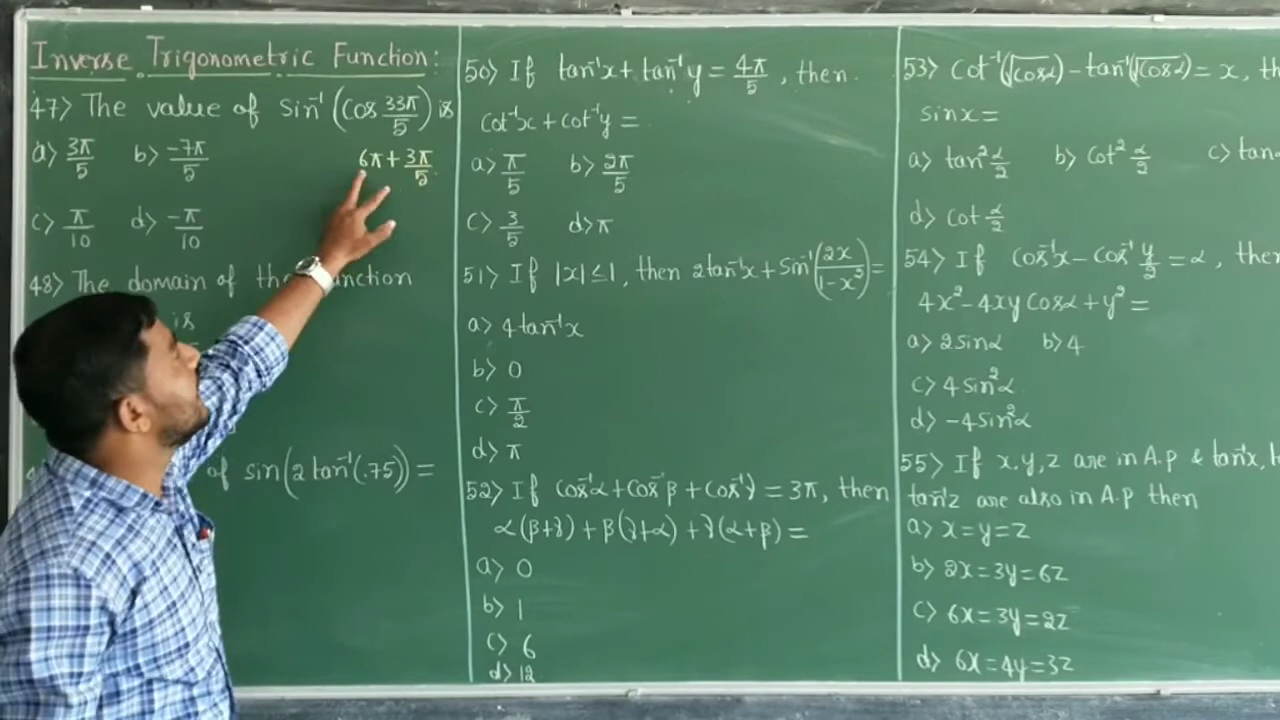 Inverse Trigonometric Function:
47> The value of sin⁻¹(cos 33π/5) is
6π + 3π/5
a> 3π/5 b> -7π/5
c> π/10 d> -π/10
48> The domain of the function
is
of sin(2 tan⁻¹(.75)) =
50> If tan⁻¹x + tan⁻¹y = 4π/5, then
cot⁻¹x + cot⁻¹y =
a> π/5 b> 2π/5
c> 3/5 d> π
51> If |x| ≤ 1, then 2tan⁻¹x + sin⁻¹(2x/1-x²) =
a> 4tan⁻¹x
b> 0
c> π/2
d> π
52> If cos⁻¹α + cos⁻¹β + cos⁻¹γ = 3π, then
α(β+γ) + β(γ+α) + γ(α+β) =
a> 0
b> 1
c> 6
d> 12
53> cot⁻¹(√cosα) - tan⁻¹(√cosα) = x, th
sinx =
a> tan² α/2 b> cot² α/2 c> tan
d> cot α/2
54> If cos⁻¹x - cos⁻¹ y/2 = α, then
4x² - 4xy cosα + y² =
a> 2sinα b> 4
c> 4 sin²α
d> -4sin²α
55> If x, y, z are in A.p & tan⁻¹x, t
tan⁻¹z are also in A.p then
a> x=y=z
b> 2x=3y=6z
c> 6x=3y=2z
d> 6x=4y=3z